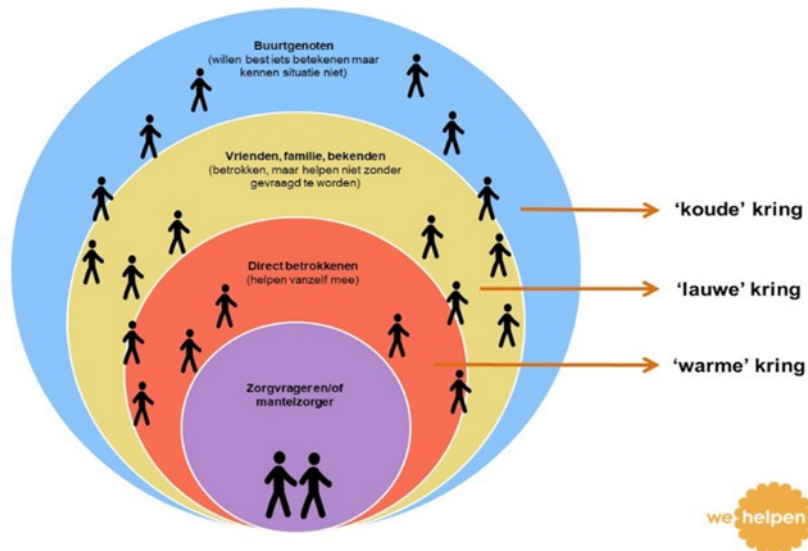 Buurtgenoten
(willen best iets betekenen maar
kennen situatie niet)
Vrienden, familie, bekenden
(betrokken, maar helpen niet zonder
gevraagd te worden)
Direct betrokkenen
(helpen vanzelf mee)
Zorgvrager en/of
mantelzorger
‘koude’ kring
‘lauwe’ kring
‘warme’ kring
we helpen